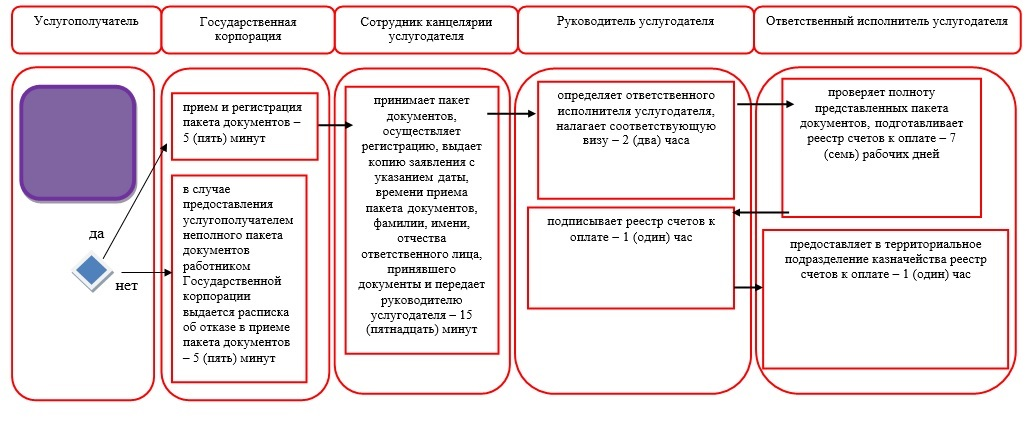 Услугополучатель
Государственная
корпорация
Сотрудник канцелярии
услугодателя
Руководитель услугодателя
Ответственный исполнитель услугодателя
да
нет
прием и регистрация
пакета документов –
5 (пять) минут
в случае
предоставления
услугополучателем
неполного пакета
документов
работником
Государственной
корпорации
выдается расписка
об отказе в приеме
пакета документов
– 5 (пять) минут
принимает пакет
документов,
осуществляет
регистрацию, выдает
копию заявления с
указанием даты,
времени приема
пакета документов,
фамилии, имени,
отчества
ответственного лица,
принявшего
документы и передает
руководителю
услугодателя – 15
(пятнадцать) минут
определяет ответственного
исполнителя услугодателя,
налагает соответствующую
визу – 2 (два) часа
подписывает реестр счетов к
оплате – 1 (один) час
проверяет полноту
представленных пакета
документов, подготавливает
реестр счетов к оплате – 7
(семь) рабочих дней
предоставляет в территориальное
подразделение казначейства реестр
счетов к оплате – 1 (один) час